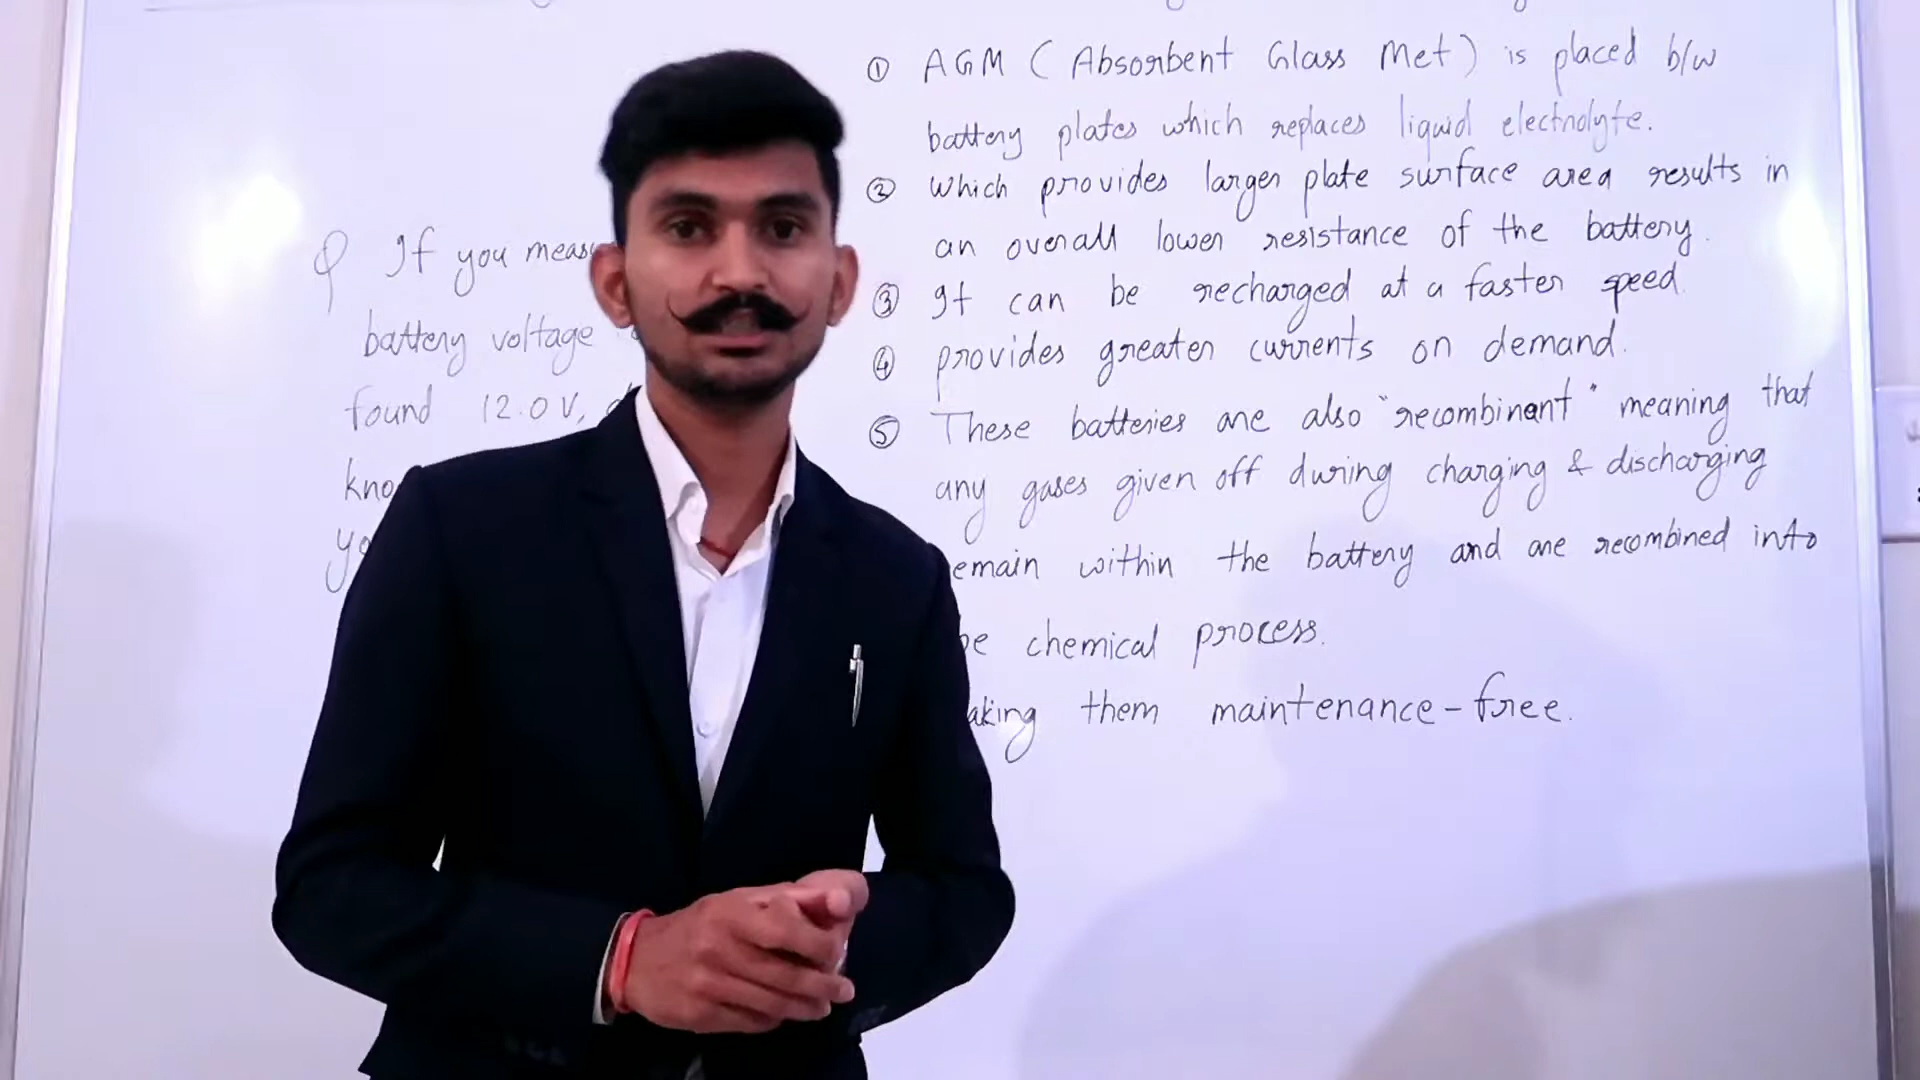 Q If you meas
battery voltage
found 12.0 V,
kno
yo
① AGM ( Absorbent Glass Met ) is placed b/w
battery plates which replaces liquid electrolyte.
② Which provides larger plate surface area results in
an overall lower resistance of the battery.
③ It can be recharged at a faster speed.
④ provides greater currents on demand.
⑤ These batteries are also "recombinant" meaning that
any gases given off during charging & discharging
emain within the battery and are recombined into
he chemical process.
aking them maintenance-free.